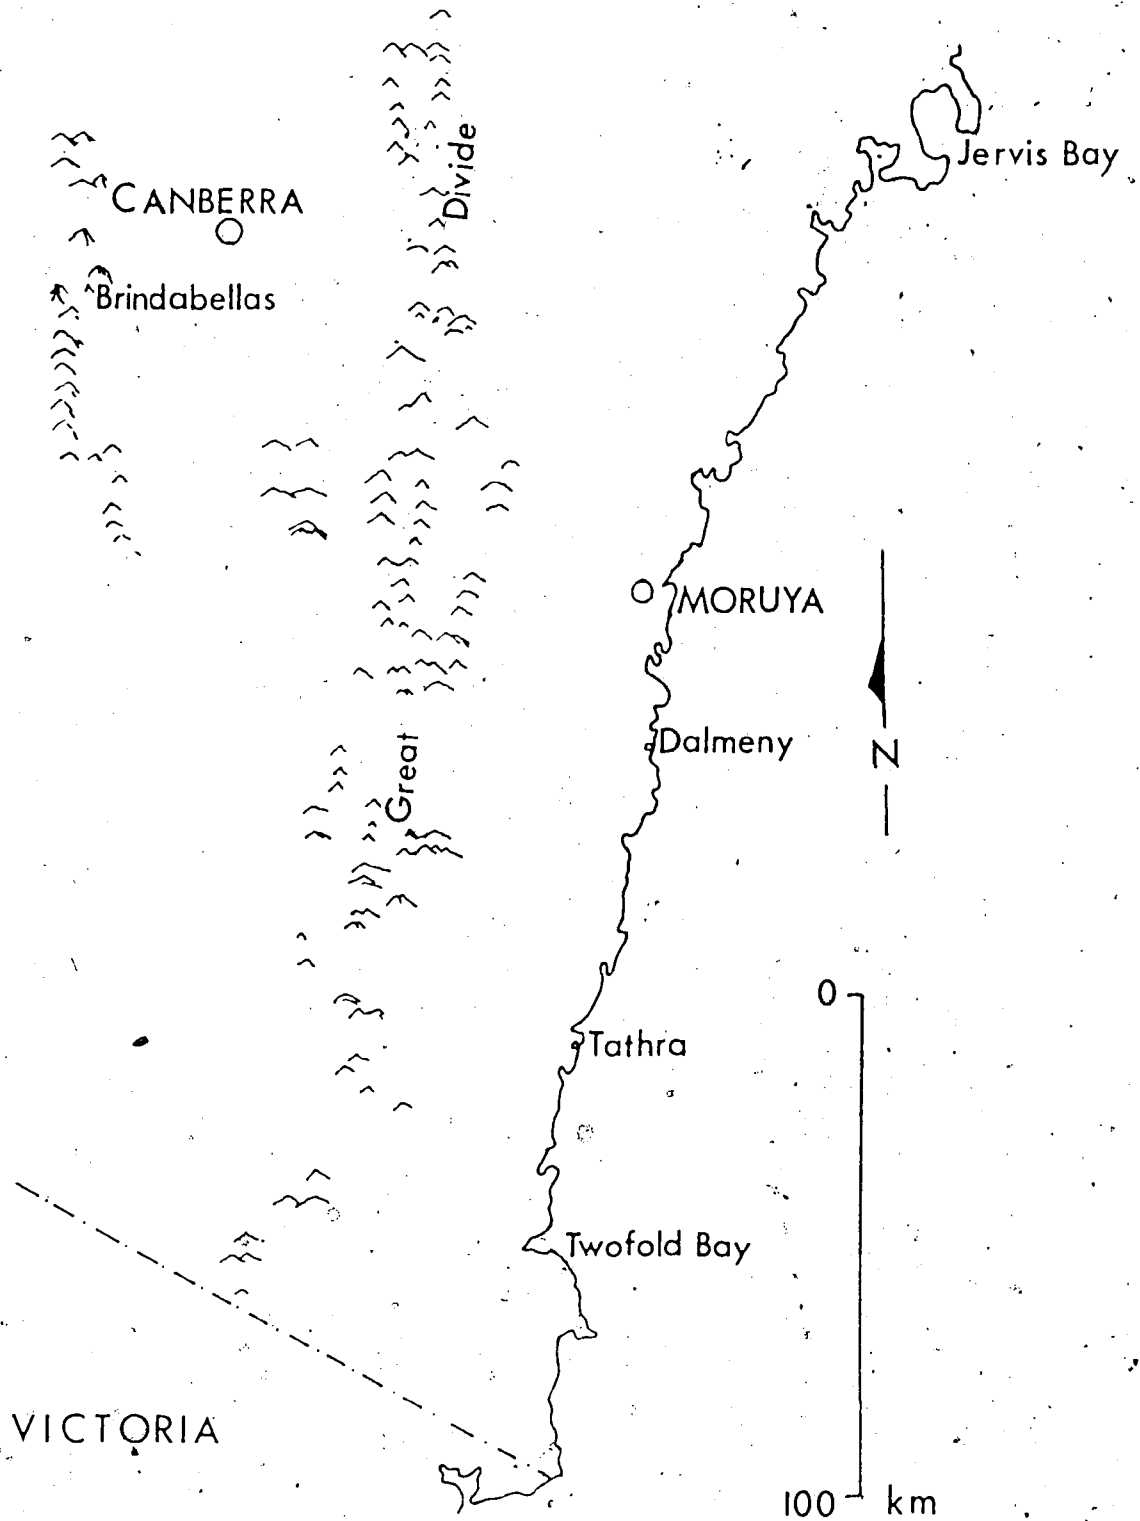 Divide
Jervis Bay
CANBERRA
Brindabellas
MORUYA
Dalmeny
N
Great
0
Tathra
Twofold Bay
VICTORIA
100 km